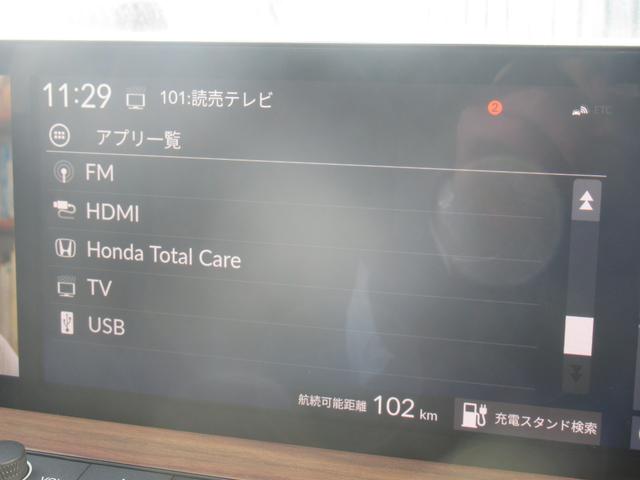 11:29 101:読売テレビ 2 ETC
アプリ一覧
FM
HDMI
Honda Total Care
TV
USB
航続可能距離 102 km 充電スタンド検索